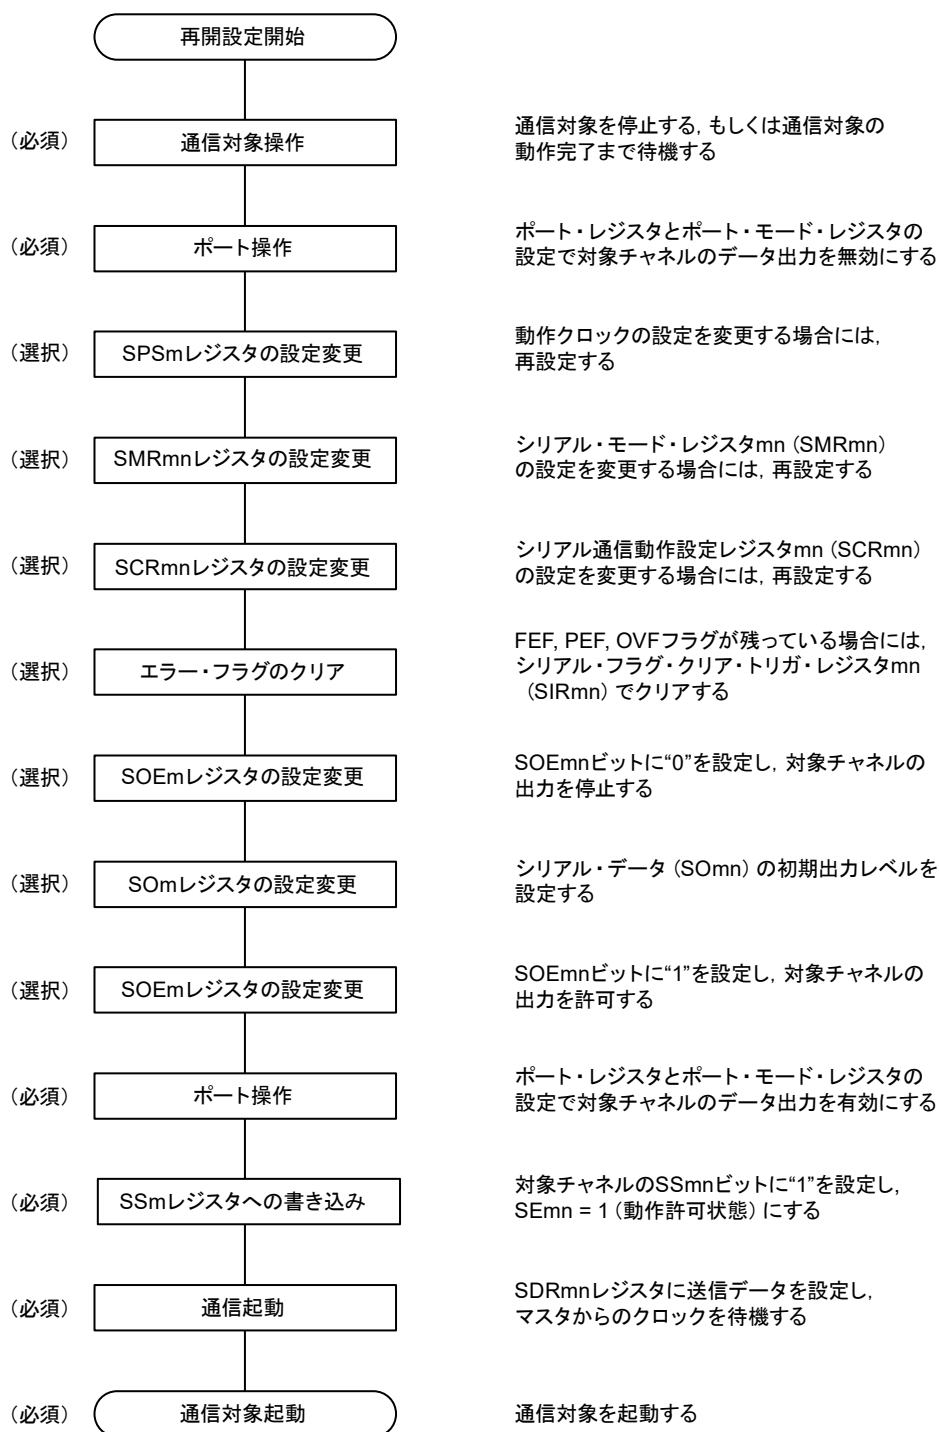 再開設定開始
（必須）
通信対象操作
通信対象を停止する，もしくは通信対象の
動作完了まで待機する
（必須）
ポート操作
ポート・レジスタとポート・モード・レジスタの
設定で対象チャネルのデータ出力を無効にする
（選択）
SPSmレジスタの設定変更
動作クロックの設定を変更する場合には，
再設定する
（選択）
SMRmnレジスタの設定変更
シリアル・モード・レジスタmn（SMRmn）
の設定を変更する場合には，再設定する
（選択）
SCRmnレジスタの設定変更
シリアル通信動作設定レジスタmn（SCRmn）
の設定を変更する場合には，再設定する
（選択）
エラー・フラグのクリア
FEF, PEF, OVFフラグが残っている場合には，
シリアル・フラグ・クリア・トリガ・レジスタmn
（SIRmn）でクリアする
（選択）
SOEmレジスタの設定変更
SOEmnビットに“0”を設定し，対象チャネルの
出力を停止する
（選択）
SOmレジスタの設定変更
シリアル・データ（SOmn）の初期出力レベルを
設定する
（選択）
SOEmレジスタの設定変更
SOEmnビットに“1”を設定し，対象チャネルの
出力を許可する
（必須）
ポート操作
ポート・レジスタとポート・モード・レジスタの
設定で対象チャネルのデータ出力を有効にする
（必須）
SSmレジスタへの書き込み
対象チャネルのSSmnビットに“1”を設定し，
SEmn = 1（動作許可状態）にする
（必須）
通信起動
SDRmnレジスタに送信データを設定し，
マスタからのクロックを待機する
（必須）
通信対象起動
通信対象を起動する